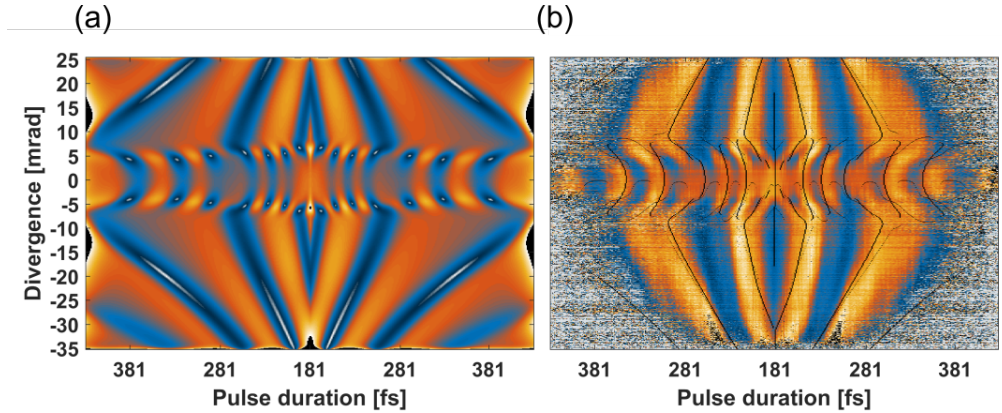 (a)
(b)
25
20
15
10
5
0
-5
-10
-15
-20
-25
-30
-35
Divergence [mrad]
381 281 181 281 381
381 281 181 281 381
Pulse duration [fs]
Pulse duration [fs]